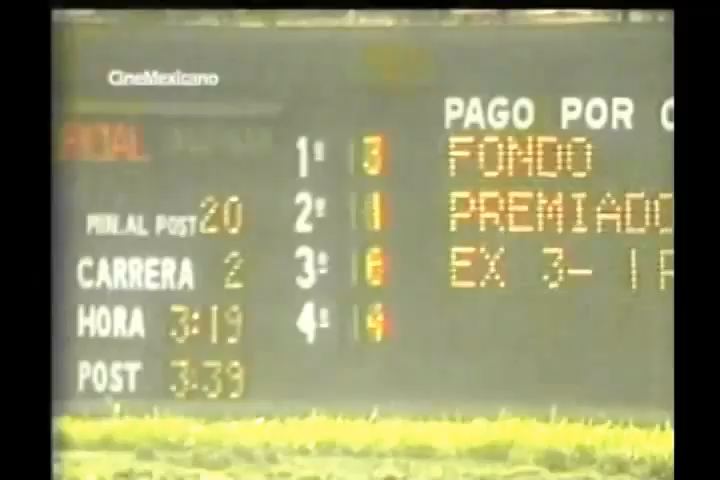 CineMexicano
PAGO POR
1º 3 FONDO
MIN.AL POST 20 2º 1 PREMIADO
CARRERA 2 3º 6 EX 3- 1
HORA 3:19 4º 4
POST 3:39